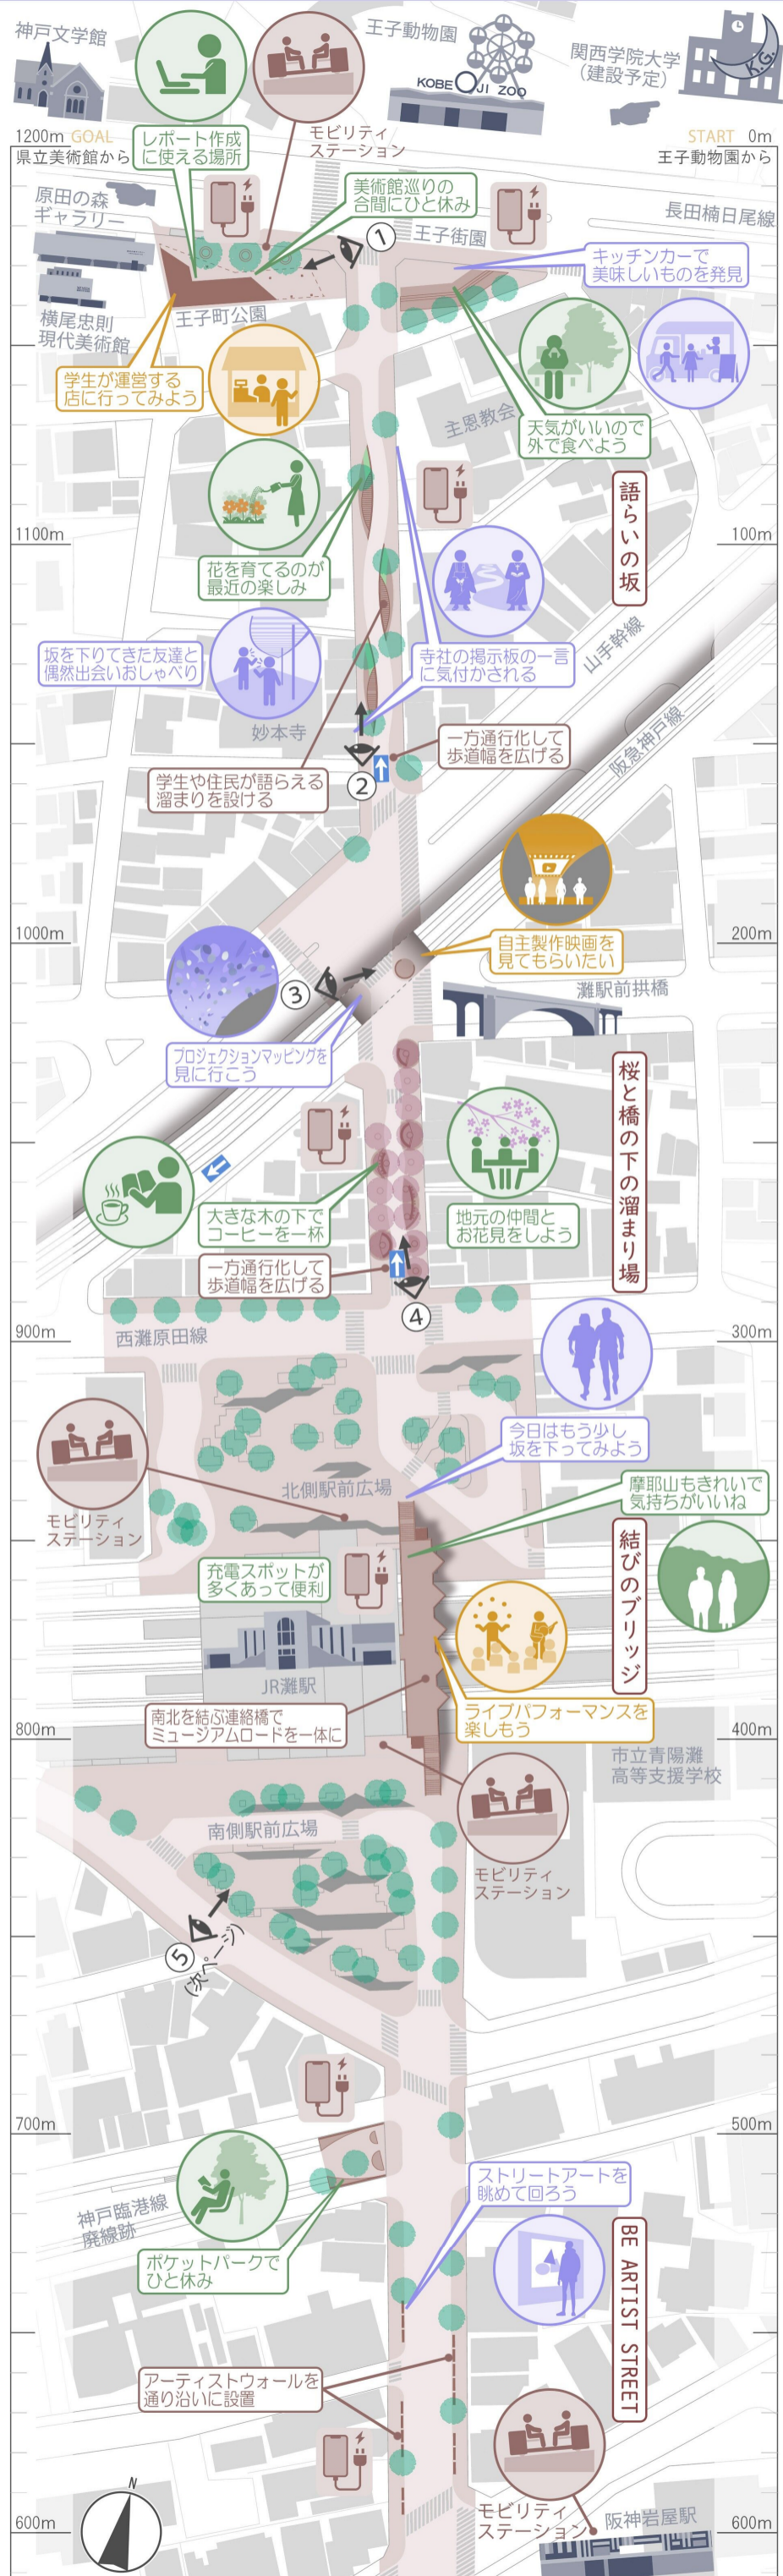 神戸文学館
王子動物園
関西学院大学
(建設予定)
K.G.
KOBE OJI ZOO
1200m GOAL
県立美術館から
レポート作成
に使える場所
モビリティ
ステーション
START 0m
王子動物園から
原田の森
ギャラリー
美術館巡りの
合間にひと休み
長田楠日尾線
①
王子街園
キッチンカーで
美味しいものを発見
横尾忠則
現代美術館
王子町公園
学生が運営する
店に行ってみよう
主恩教会
天気がいいので
外で食べよう
語らいの坂
1100m
100m
花を育てるのが
最近の楽しみ
山手幹線
坂を下りてきた友達と
偶然出会いおしゃべり
寺社の掲示板の一言
に気付かされる
阪急神戸線
妙本寺
一方通行化して
歩道幅を広げる
学生や住民が語らえる
溜まりを設ける
②
1000m
200m
自主製作映画を
見てもらいたい
③
灘駅前拱橋
プロジェクションマッピングを
見に行こう
桜と橋の下の溜まり場
大きな木の下で
コーヒーを一杯
地元の仲間と
お花見をしよう
一方通行化して
歩道幅を広げる
④
900m
300m
西灘原田線
今日はもう少し
坂を下ってみよう
北側駅前広場
摩耶山もきれいで
気持ちがいいね
モビリティ
ステーション
結びのブリッジ
充電スポットが
多くあって便利
JR灘駅
南北を結ぶ連絡橋で
ミュージアムロードを一体に
ライブパフォーマンスを
楽しもう
800m
400m
市立青陽灘
高等支援学校
南側駅前広場
モビリティ
ステーション
⑤
(次ページ)
700m
500m
ストリートアートを
眺めて回ろう
神戸臨港線
廃線跡
ポケットパークで
ひと休み
BE ARTIST STREET
アーティストウォールを
通り沿いに設置
N
モビリティ
ステーション
阪神岩屋駅
600m
600m